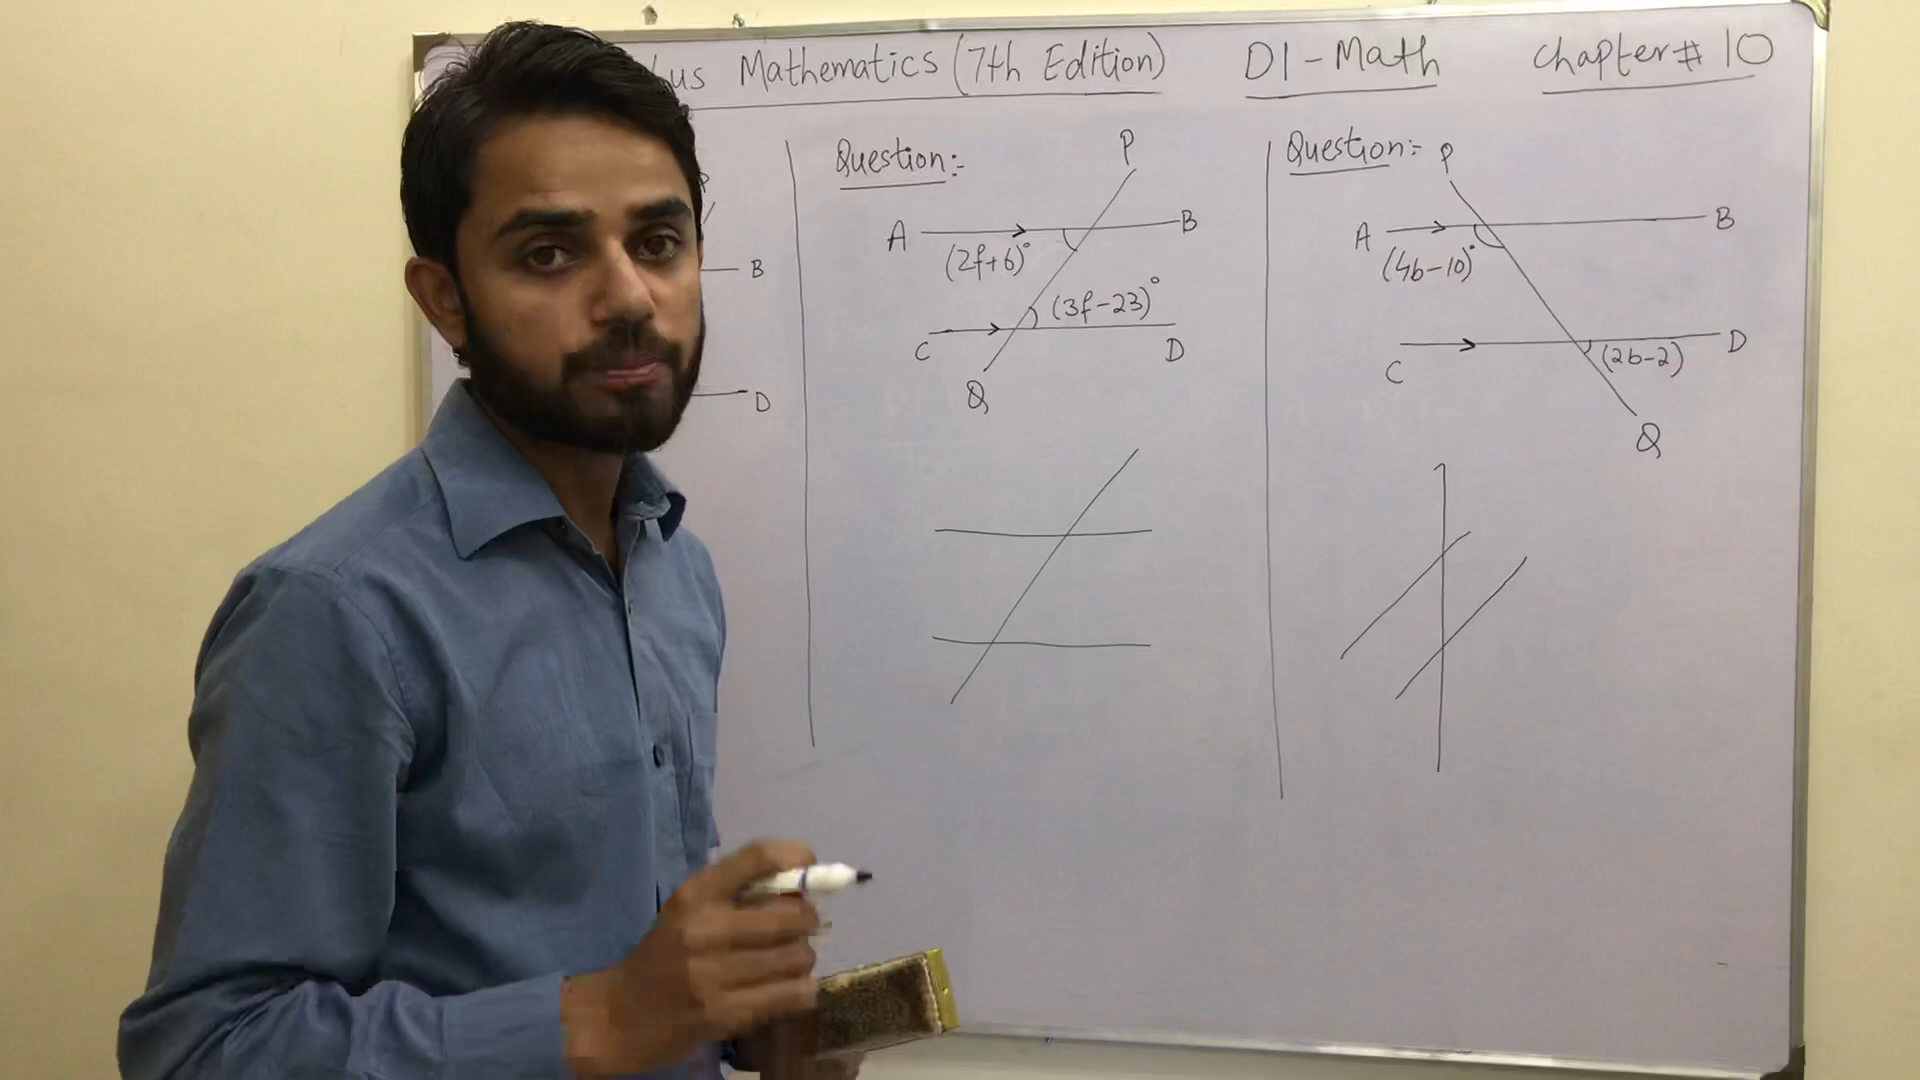 Mathematics (7th Edition) D1-Math Chapter# 10
B
D
Question:-
P
A B
(2f+6)°
(3f-23)°
C D
Q
Question:-
P
A B
(4b-10)°
C D
(2b-2)
Q